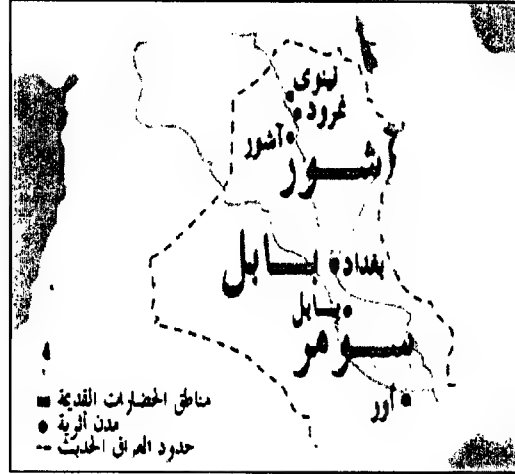 نينوى
نمرود
آشور
آشور
بابل
بغداد
بابل
سومر
أور
مناطق الحضارات القديمة
مدن أثرية
حدود العراق الحديث